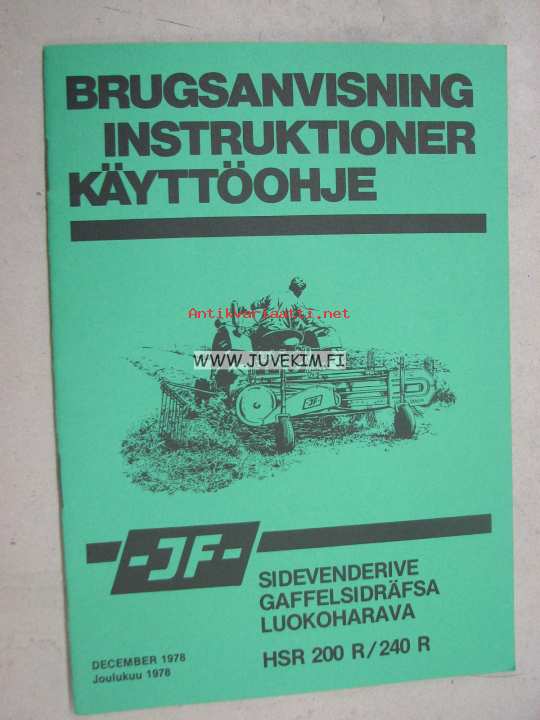 BRUGSANVISNING
INSTRUKTIONER
KÄYTTÖOHJE
Antikvariaatti.net
WWW.JUVEKIM.FI
-JF-
-JF-
SIDEVENDERIVE
GAFFELSIDRÄFSA
LUOKOHARAVA
HSR 200 R/240 R
DECEMBER 1978
Joulukuu 1978